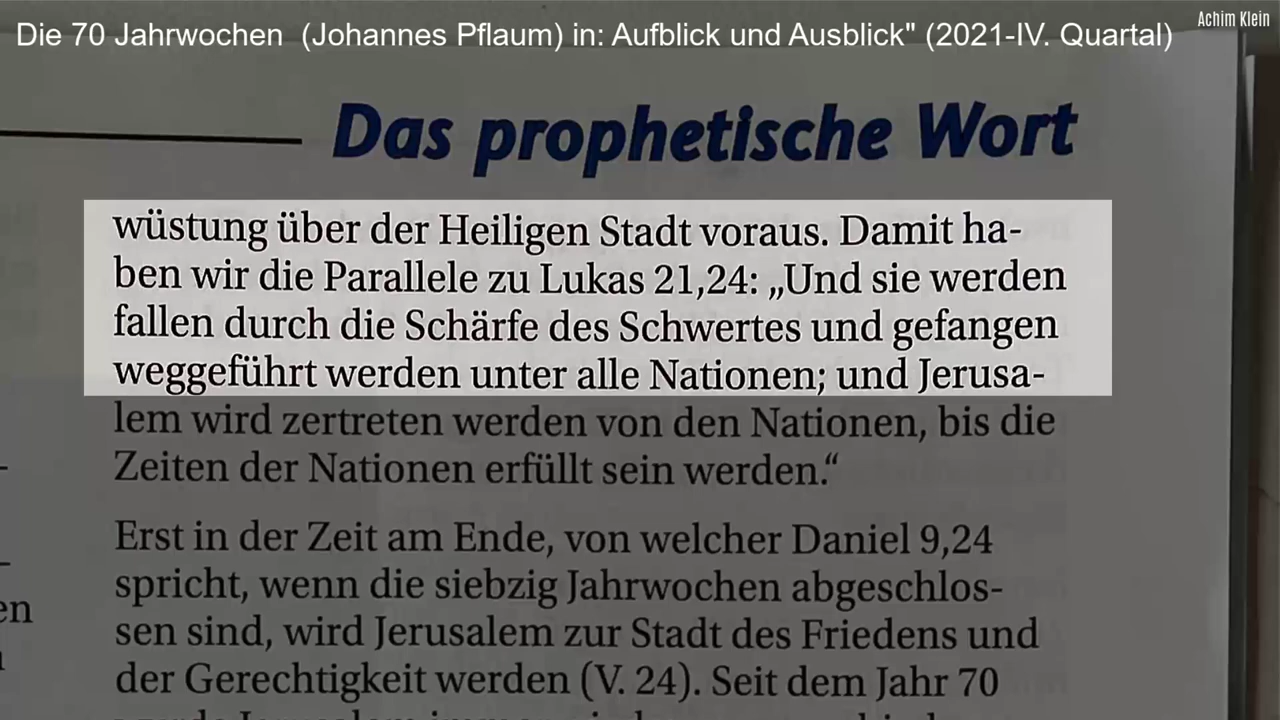 Achim Klein
Die 70 Jahrwochen (Johannes Pflaum) in: Aufblick und Ausblick" (2021-IV. Quartal)
Das prophetische Wort
wüstung über der Heiligen Stadt voraus. Damit ha-
ben wir die Parallele zu Lukas 21,24: „Und sie werden
fallen durch die Schärfe des Schwertes und gefangen
weggeführt werden unter alle Nationen; und Jerusa-
lem wird zertreten werden von den Nationen, bis die
Zeiten der Nationen erfüllt sein werden.“
Erst in der Zeit am Ende, von welcher Daniel 9,24
spricht, wenn die siebzig Jahrwochen abgeschlos-
sen sind, wird Jerusalem zur Stadt des Friedens und
der Gerechtigkeit werden (V. 24). Seit dem Jahr 70
en